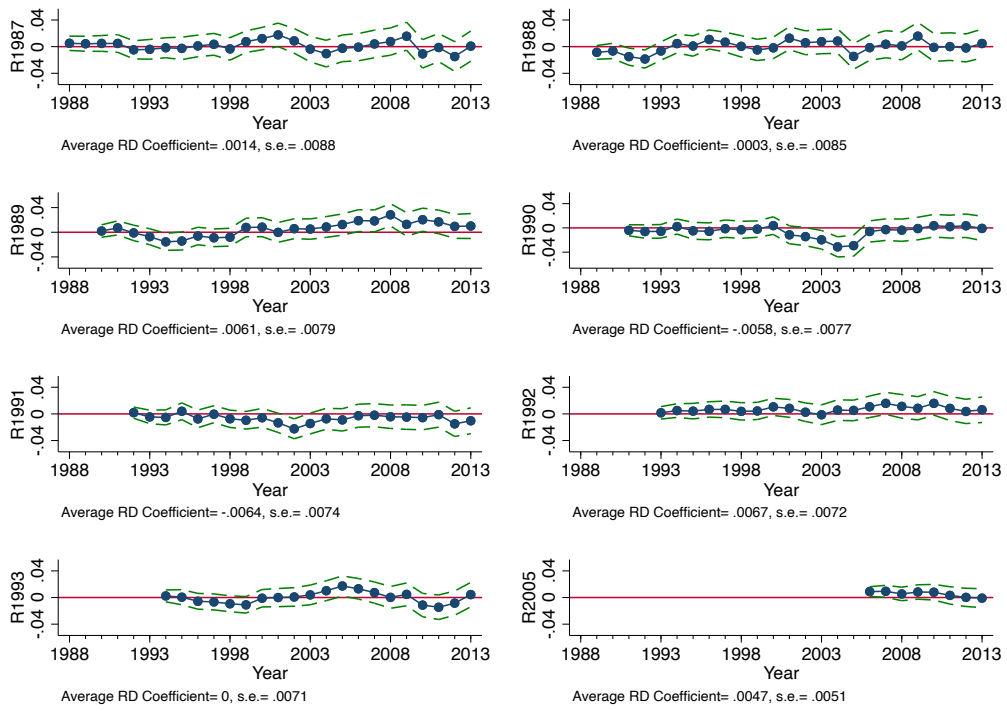 R1987
.04
0
-.04
1988 1993 1998 2003 2008 2013
Year
Average RD Coefficient= .0014, s.e.= .0088
R1988
.04
0
-.04
1988 1993 1998 2003 2008 2013
Year
Average RD Coefficient= .0003, s.e.= .0085
R1989
.04
0
-.04
1988 1993 1998 2003 2008 2013
Year
Average RD Coefficient= .0061, s.e.= .0079
R1990
.04
0
-.04
1988 1993 1998 2003 2008 2013
Year
Average RD Coefficient= -.0058, s.e.= .0077
R1991
.04
0
-.04
1988 1993 1998 2003 2008 2013
Year
Average RD Coefficient= -.0064, s.e.= .0074
R1992
.04
0
-.04
1988 1993 1998 2003 2008 2013
Year
Average RD Coefficient= .0067, s.e.= .0072
R1993
.04
0
-.04
1988 1993 1998 2003 2008 2013
Year
Average RD Coefficient= 0, s.e.= .0071
R2005
.04
0
-.04
1988 1993 1998 2003 2008 2013
Year
Average RD Coefficient= .0047, s.e.= .0051